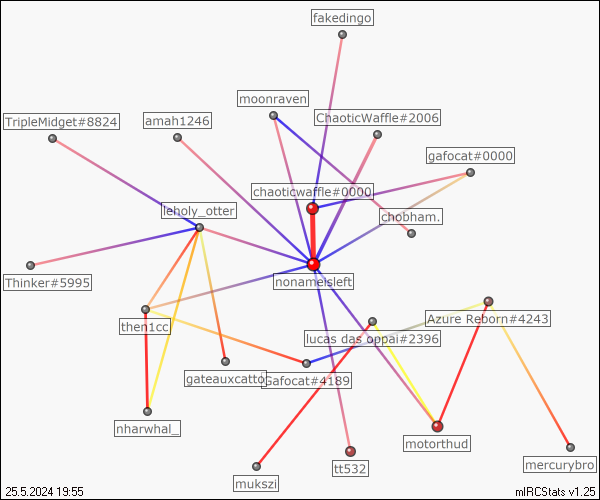 fakedingo
moonraven
TripleMidget#8824
amah1246
ChaoticWaffle#2006
gafocat#0000
chaoticwaffle#0000
leholy_otter
chobham.
Thinker#5995
nonameisleft
then1cc
Azure Reborn#4243
lucas das oppai#2396
gateauxcatto
Gafocat#4189
nharwhal_
motorthud
tt532
mercurybro
mukszi
25.5.2024 19:55
mIRCStats v1.25